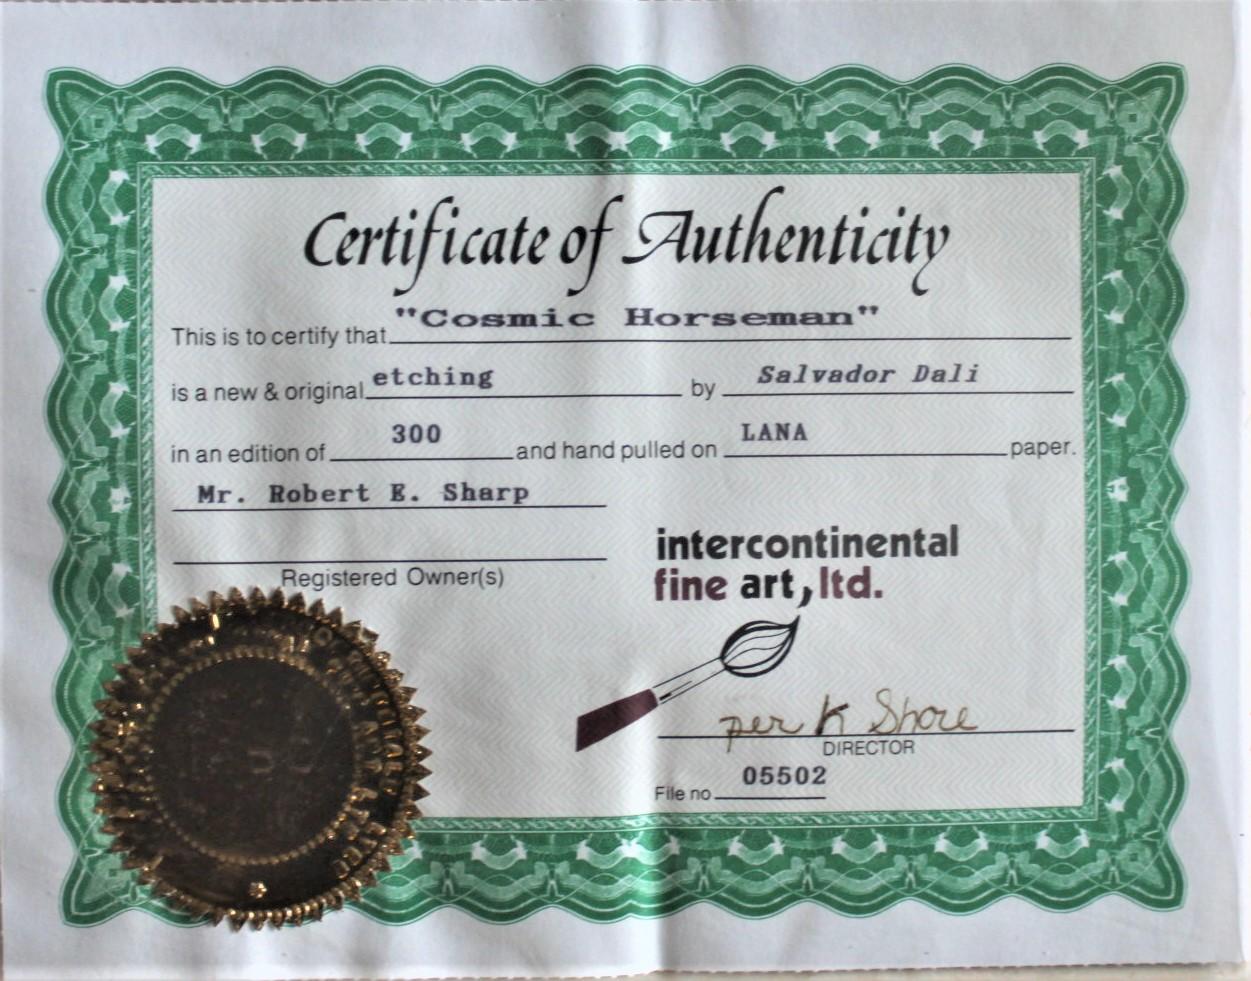 Certificate of Authenticity
This is to certify that "Cosmic Horseman"
is a new & original etching by Salvador Dali
in an edition of 300 and hand pulled on LANA paper.
Mr. Robert E. Sharp
Registered Owner(s)
intercontinental
fine art, ltd.
per K Shore
DIRECTOR
File no 05502